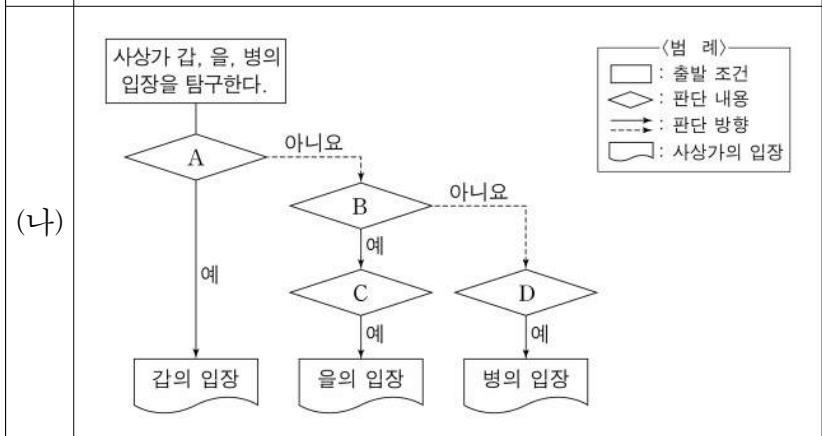 (나)
사상가 갑, 을, 병의
입장을 탐구한다.
〈범 례〉
: 출발 조건
: 판단 내용
: 판단 방향
: 사상가의 입장
A
아니요
B
아니요
예
예
C
D
예
예
갑의 입장
을의 입장
병의 입장